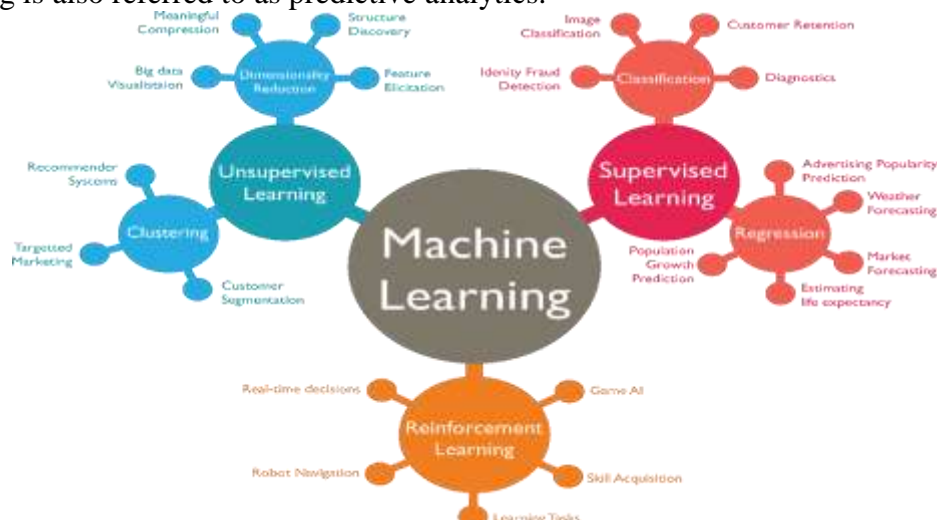 g is also referred to as predictive analytics.
Meaningful
Compression
Structure
Discovery
Big data
Visualistaion
Dimensionality
Reduction
Feature
Elicitation
Image
Classification
Customer Retention
Idenity Fraud
Detection
Classification
Diagnostics
Unsupervised
Learning
Supervised
Learning
Recommender
Systems
Clustering
Targetted
Marketing
Customer
Segmentation
Machine
Learning
Advertising Popularity
Prediction
Weather
Forecasting
Regression
Population
Growth
Prediction
Market
Forecasting
Estimating
life expectancy
Real-time decisions
Game AI
Reinforcement
Learning
Robot Navigation
Skill Acquisition
Learning Tasks